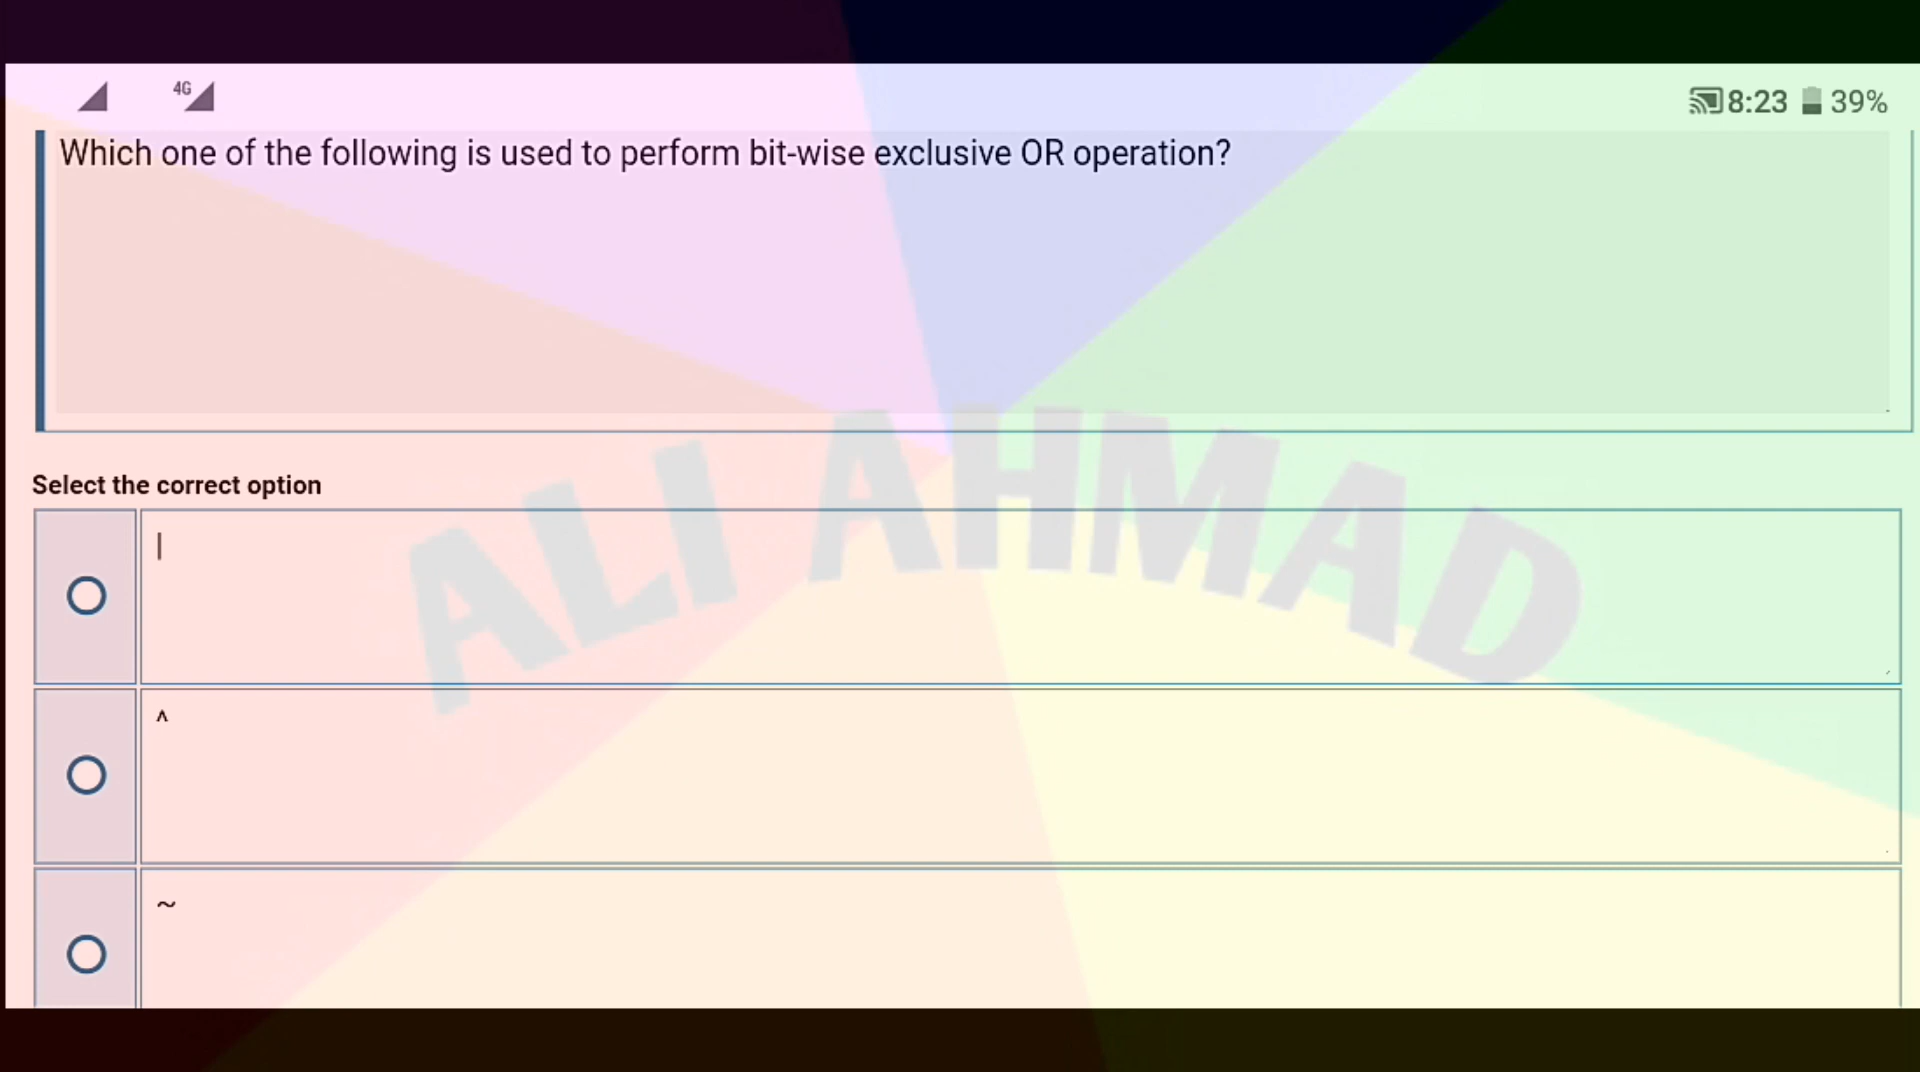 4G
8:23 39%
Which one of the following is used to perform bit-wise exclusive OR operation?
ALI AHMAD
Select the correct option
|
^
~